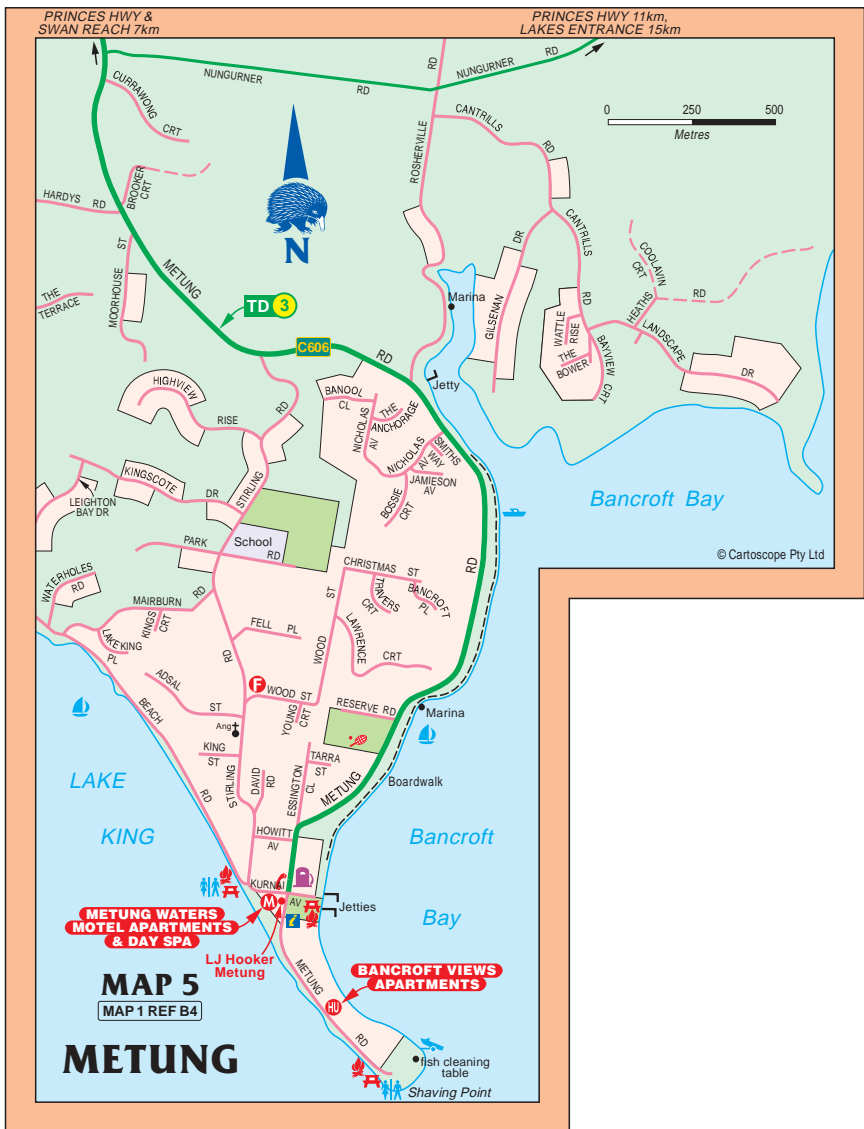 PRINCES HWY &
SWAN REACH 7km
PRINCES HWY 11km,
LAKES ENTRANCE 15km
NUNGURNER
RD
NUNGURNER
RD
CURRAWONG
CRT
ROSHERVILLE
RD
CANTRILLS
RD
0 250 500
Metres
HARDYS RD
BROOKER
CRT
N
CANTRILLS
RD
COOLAVIN
CRT
HEATHS
RD
THE
TERRACE
MOORHOUSE
ST
METUNG
RD
TD 3
C606
Marina
GILSENAN
DR
WATTLE
RISE
THE
BOWER
BAYVIEW CRT
LANDSCAPE
DR
Jetty
HIGHVIEW
RISE
BANOOL
CL
NICHOLAS
AV
THE
ANCHORAGE
NICHOLAS
AV
SMITHS
WAY
JAMIESON
AV
BOSSIE
CRT
STIRLING
RD
KINGSCOTE
DR
LEIGHTON
BAY DR
Bancroft Bay
© Cartoscope Pty Ltd
School
PARK
RD
RD
WATERHOLES
RD
MAIRBURN
RD
KINGS
CRT
LAKE KING
PL
CHRISTMAS ST
TRAVERS
CRT
BANCROFT
PL
WOOD
ST
LAWRENCE
CRT
FELL PL
RD
F
WOOD ST
YOUNG
CRT
RESERVE RD
Marina
ADSAL
ST
Ang
BEACH
RD
KING
ST
STIRLING
DAVID
RD
ESSINGTON
CL
TARRA
ST
METUNG
Boardwalk
LAKE
KING
HOWITT
AV
Bancroft
Bay
KURNAI
AV
M
i
Jetties
METUNG WATERS
MOTEL APARTMENTS
& DAY SPA
LJ Hooker
Metung
METUNG
RD
BANCROFT VIEWS
APARTMENTS
HU
MAP 5
MAP 1 REF B4
METUNG
fish cleaning
table
Shaving Point